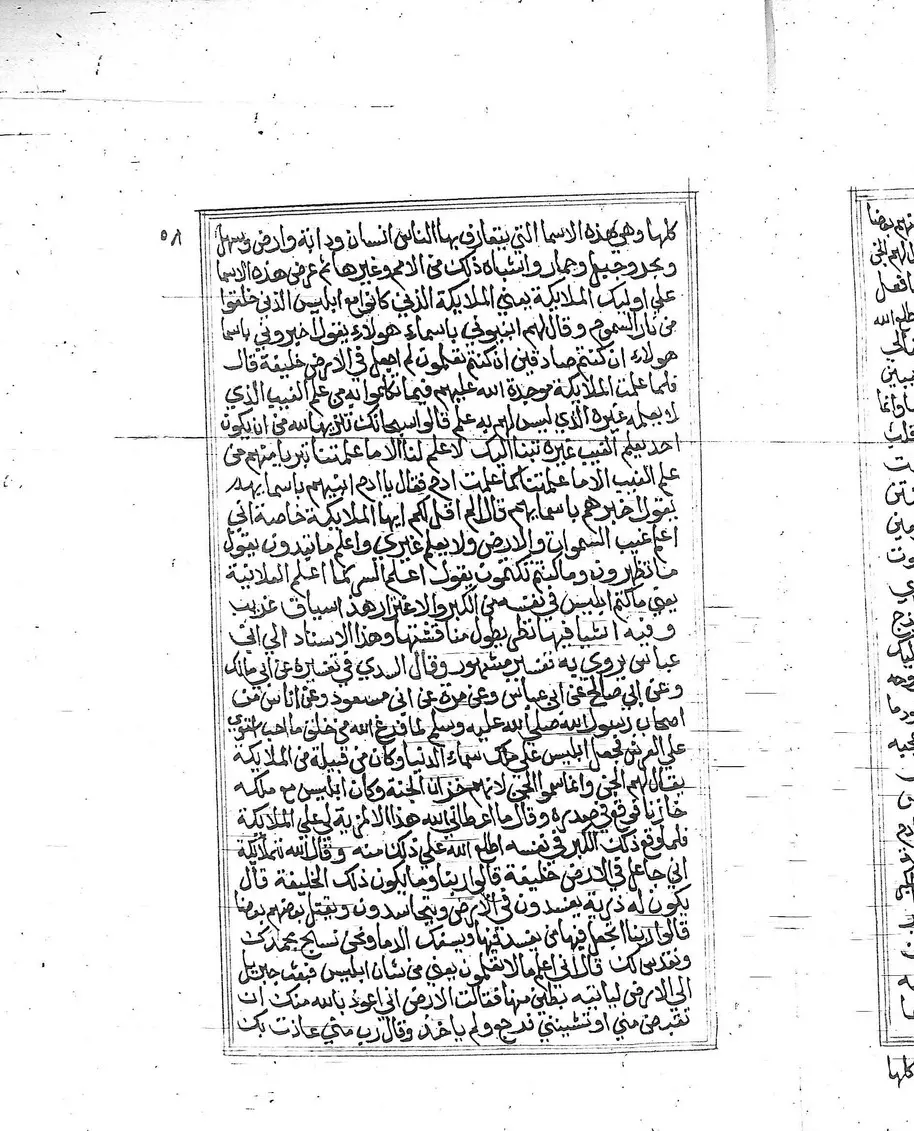 ٥٨
كلها وهي هذه الاسما التي يتعارف بها الناس انسان ودابة وارض وسهل
وبحر وجبل وحمار واشباه ذلك من الامم وغيرها ثم عرض هذه الاسما
علي اوليك الملايكة يعني الملايكة الذين كانوا مع ابليس الذين خلقوا
من نار السموم وقال لهم انبيوني باسماء هولاء يقول اخبروني باسما
هولاء ان كنتم صادقين ان كنتم تعلمون لم اجعل في الارض خليفة قال
فلما علمت الملايكة موجدة الله عليهم فيما تكلموا به من علم الغيب الذي
لا يعلمه غيره الذي ليس لهم به علم قالوا سبحانك تنزيها لله من ان يكون
احد يعلم الغيب غيره تبنا اليك لا علم لنا الا ما علمتنا تبريا منهم من
علم الغيب الا ما علمتنا كما علمت ادم فقال يا ادم انبيهم باسمايهم
يقول اخبرهم باسمايهم قال الم اقل لكم ايها الملايكة خاصة اني
اعلم غيب السموات والارض ولا يعلم غيري واعلم ما تبدون يقول
ما تظهرون وما كنتم تكتمون يقول اعلم السر كما اعلم العلانية
يعني ما كتم ابليس في نفسه من الكبر والاغترار هذا سياق غريب
وفيه اشيا فيها نظر يطول مناقشتها وهذا الاسناد الي ابن
عباس يروي به تفسير مشهور وقال السدي في تفسيره عن ابي مالك
وعن ابي صالح عن ابن عباس وعن مرة عن ابن مسعود وعن اناس من
اصحاب رسول الله صلي الله عليه وسلم لما فرغ الله من خلق ما احب استوي
علي العرش فجعل ابليس علي ملك سماء الدنيا وكان من قبيلة من الملايكة
يقال لهم الجن وانما سموا الجن لانهم خزان الجنة وكان ابليس مع ملكه
خازنا فوقع في صدره وقال ما اعطاني الله هذا الا لمزية لي علي الملايكة
فلما وقع ذلك الكبر في نفسه اطلع الله علي ذلك منه وقال الله للملايكة
اني جاعل في الارض خليفة قالوا ربنا وما يكون ذلك الخليفة قال
يكون له ذرية يفسدون في الارض ويتحاسدون ويقتل بعضهم بعضا
قالوا ربنا اتجعل فيها من يفسد فيها ويسفك الدما ونحن نسبح بحمدك
ونقدس لك قال اني اعلم ما لا تعلمون يعني من شان ابليس فبعث جبريل
الي الارض لياتيه بطين منها فقالت الارض اني اعوذ بالله منك ان
تقبض مني او تشينني فرجع ولم ياخذ وقال رب مني عاذت بك
كلها